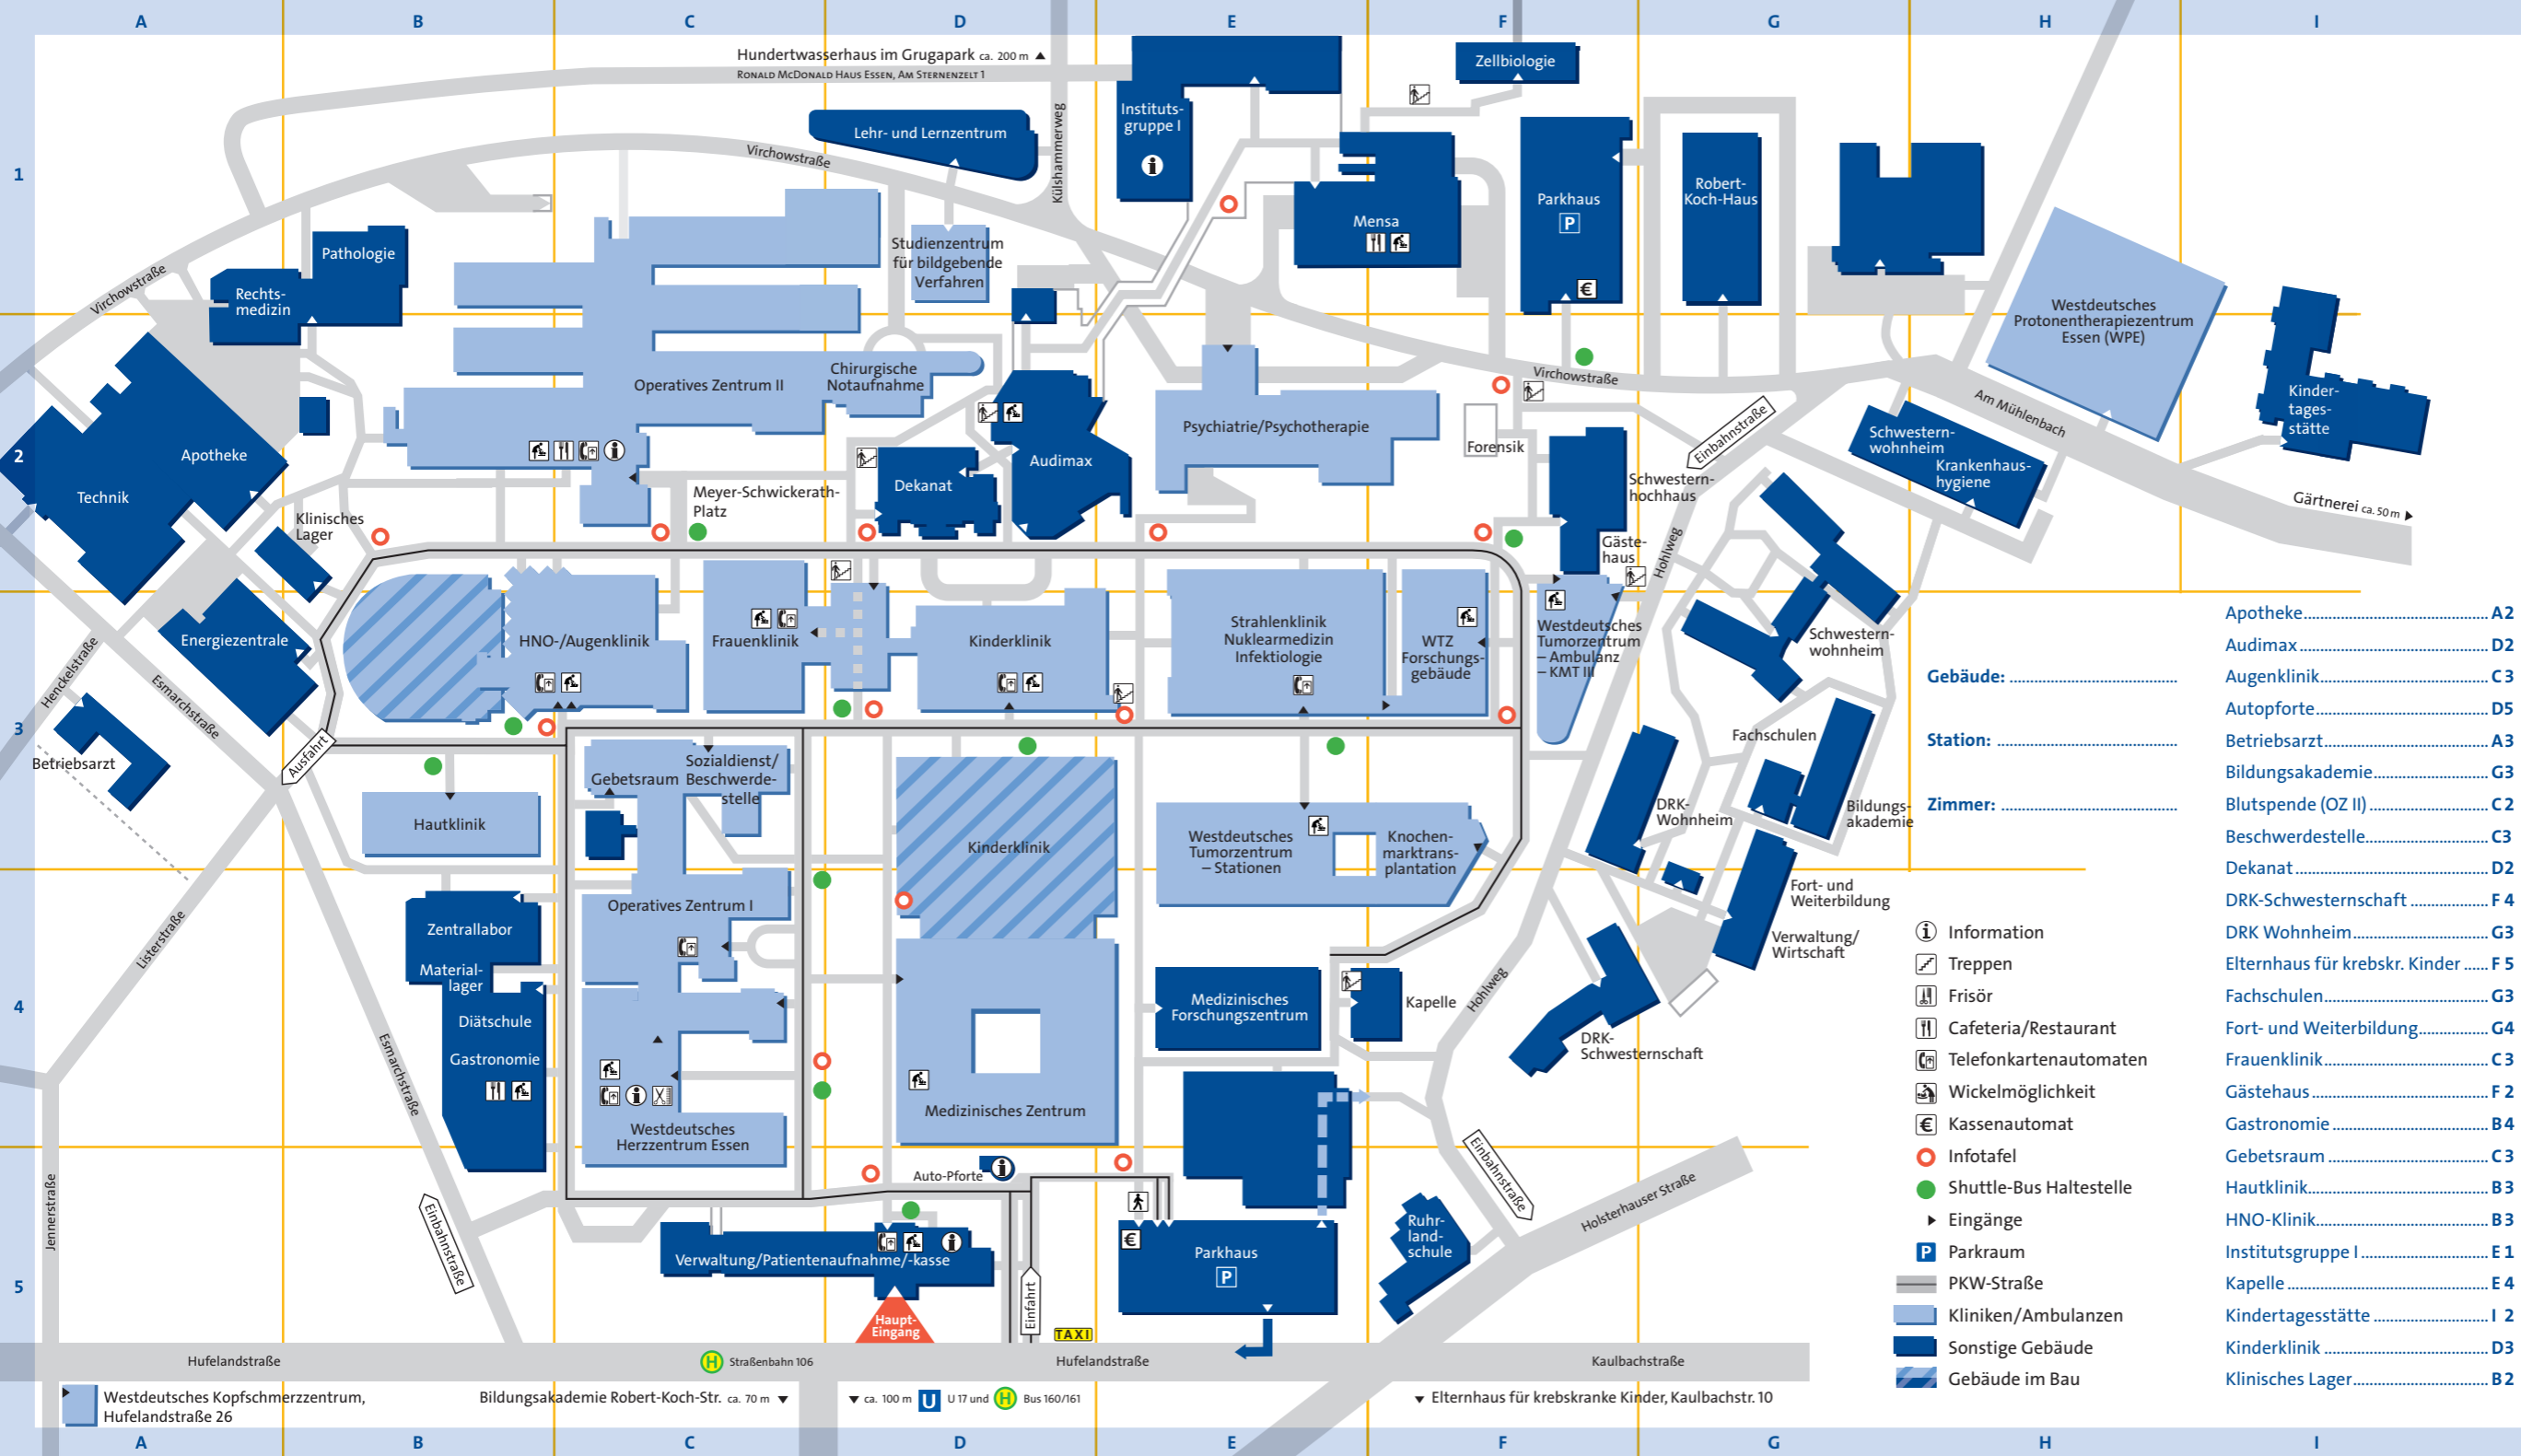 A B C D E F G H I
Hundertwasserhaus im Grugapark ca. 200 m ▲
Ronald McDonald Haus Essen, Am Sternenzelt 1
Zellbiologie
Instituts-
gruppe I
Lehr- und Lernzentrum
Külshammerweg
Virchowstraße
1
Parkhaus
P
€
Robert-
Koch-Haus
Mensa
Studienzentrum
für bildgebende
Verfahren
Pathologie
Rechts-
medizin
Virchowstraße
Westdeutsches
Protonentherapiezentrum
Essen (WPE)
Chirurgische
Notaufnahme
Operatives Zentrum II
Virchowstraße
Kinder-
tages-
stätte
Am Mühlenbach
Einbahnstraße
Psychiatrie/Psychotherapie
Forensik
Schwestern-
wohnheim
Krankenhaus-
hygiene
2
Apotheke
Technik
Audimax
Dekanat
Meyer-Schwickerath-
Platz
Schwestern-
hochhaus
Gärtnerei ca. 50 m ▶
Klinisches
Lager
Gäste-
haus
Hohlweg
Energiezentrale
HNO-/Augenklinik
Frauenklinik
Kinderklinik
Strahlenklinik
Nuklearmedizin
Infektiologie
WTZ
Forschungs-
gebäude
Westdeutsches
Tumorzentrum
– Ambulanz
– KMT III
Schwestern-
wohnheim
Henckelstraße
Esmarchstraße
3
Betriebsarzt
Ausfahrt
Gebetsraum
Sozialdienst/
Beschwerde-
stelle
Fachschulen
DRK-
Wohnheim
Bildungs-
akademie
Hautklinik
Kinderklinik
Westdeutsches
Tumorzentrum
– Stationen
Knochen-
marktrans-
plantation
Fort- und
Weiterbildung
Verwaltung/
Wirtschaft
Operatives Zentrum I
Zentrallabor
Material-
lager
Listerstraße
4
Diätschule
Gastronomie
Esmarchstraße
Medizinisches
Forschungszentrum
Kapelle
Hohlweg
DRK-
Schwesternschaft
Medizinisches Zentrum
Westdeutsches
Herzzentrum Essen
Auto-Pforte
Einbahnstraße
Holsterhauser Straße
Jennerstraße
Einbahnstraße
5
Verwaltung/Patientenaufnahme/-kasse
Haupt-
Eingang
Einfahrt
TAXI
€
Parkhaus
P
Ruhr-
land-
schule
Hufelandstraße
H Straßenbahn 106
Hufelandstraße
Kaulbachstraße
Westdeutsches Kopfschmerzzentrum,
Hufelandstraße 26
Bildungsakademie Robert-Koch-Str. ca. 70 m ▼
▼ ca. 100 m U U 17 und H Bus 160/161
▼ Elternhaus für krebskranke Kinder, Kaulbachstr. 10
Gebäude: ....................
Station: ....................
Zimmer: ....................
Information
Treppen
Frisör
Cafeteria/Restaurant
Telefonkartenautomaten
Wickelmöglichkeit
€ Kassenautomat
Infotafel
Shuttle-Bus Haltestelle
Eingänge
P Parkraum
PKW-Straße
Kliniken/Ambulanzen
Sonstige Gebäude
Gebäude im Bau
Apotheke.................... A2
Audimax.................... D2
Augenklinik.................... C3
Autopforte.................... D5
Betriebsarzt.................... A3
Bildungsakademie.................... G3
Blutspende (OZ II).................... C2
Beschwerdestelle.................... C3
Dekanat.................... D2
DRK-Schwesternschaft.................... F4
DRK Wohnheim.................... G3
Elternhaus für krebskr. Kinder...... F5
Fachschulen.................... G3
Fort- und Weiterbildung.................... G4
Frauenklinik.................... C3
Gästehaus.................... F2
Gastronomie.................... B4
Gebetsraum.................... C3
Hautklinik.................... B3
HNO-Klinik.................... B3
Institutsgruppe I.................... E1
Kapelle.................... E4
Kindertagesstätte.................... I 2
Kinderklinik.................... D3
Klinisches Lager.................... B2
A B C D E F G H I